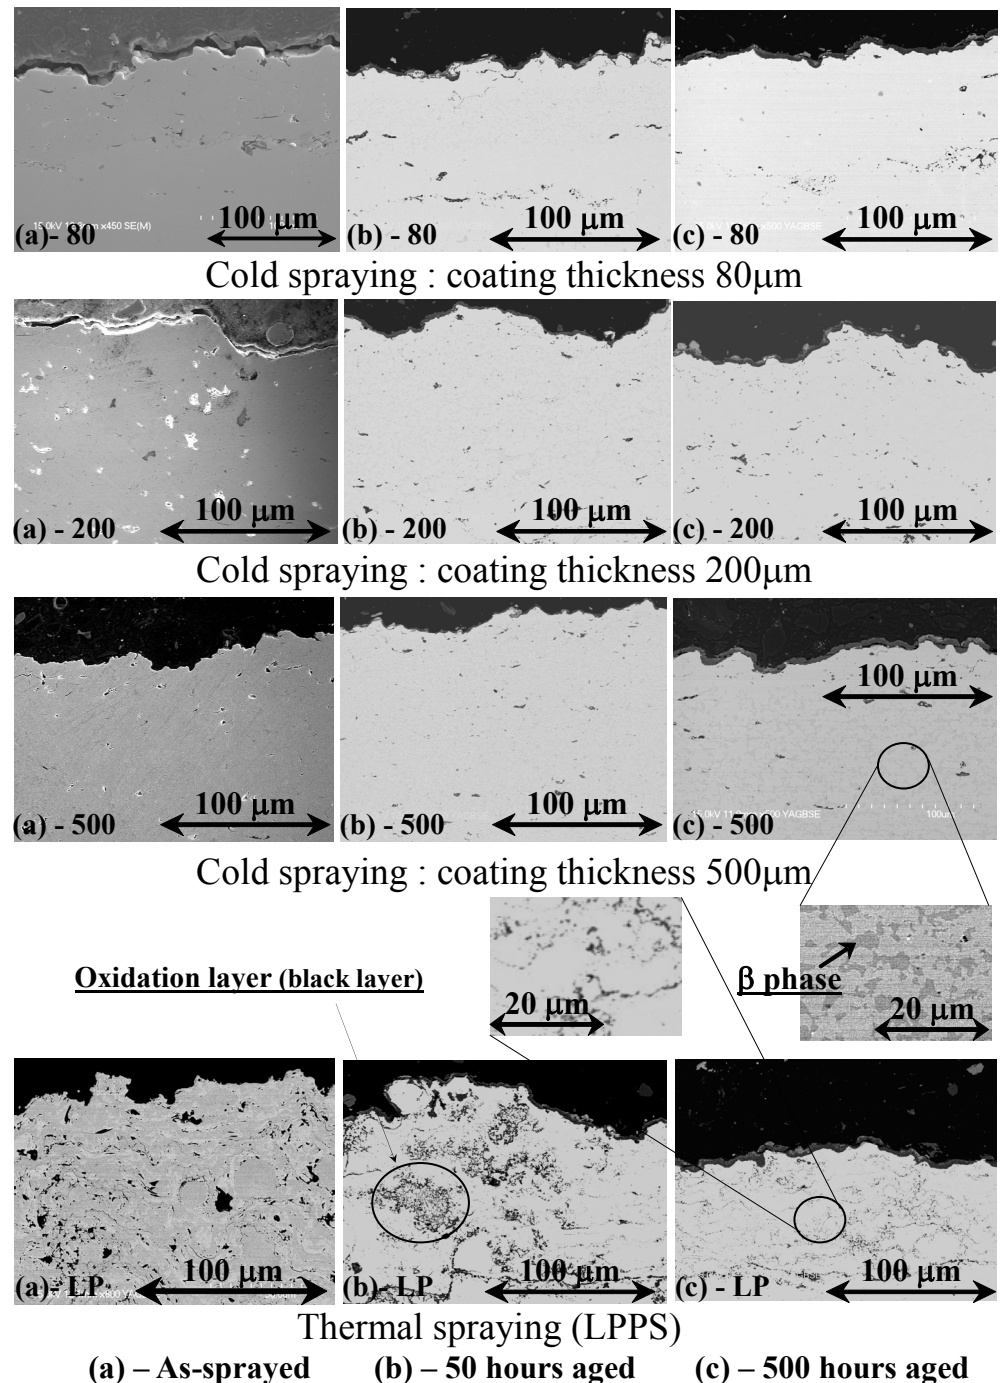 100 μm
(a)- 80
100 μm
(b) - 80
100 μm
(c) - 80
Cold spraying : coating thickness 80μm
100 μm
(a) - 200
100 μm
(b) - 200
100 μm
(c) - 200
Cold spraying : coating thickness 200μm
100 μm
(a) - 500
100 μm
(b) - 500
100 μm
(c) - 500
Cold spraying : coating thickness 500μm
Oxidation layer (black layer)
20 μm
β phase
20 μm
100 μm
(a)- LP
100 μm
(b)- LP
100 μm
(c) - LP
Thermal spraying (LPPS)
(a) – As-sprayed (b) – 50 hours aged (c) – 500 hours aged